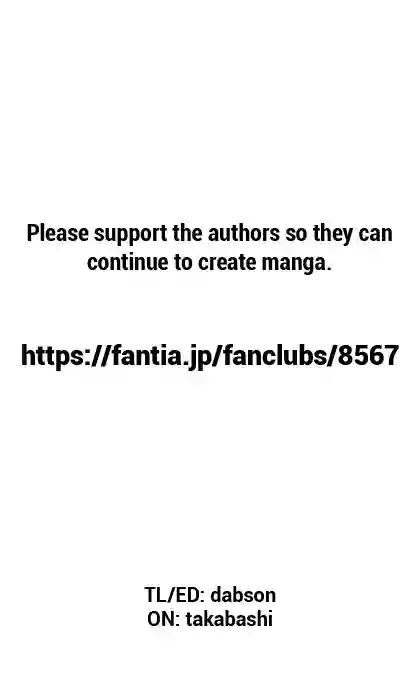 Please support the authors so they can
continue to create manga.
https://fantia.jp/fanclubs/8567
TL/ED: dabson
ON: takabashi